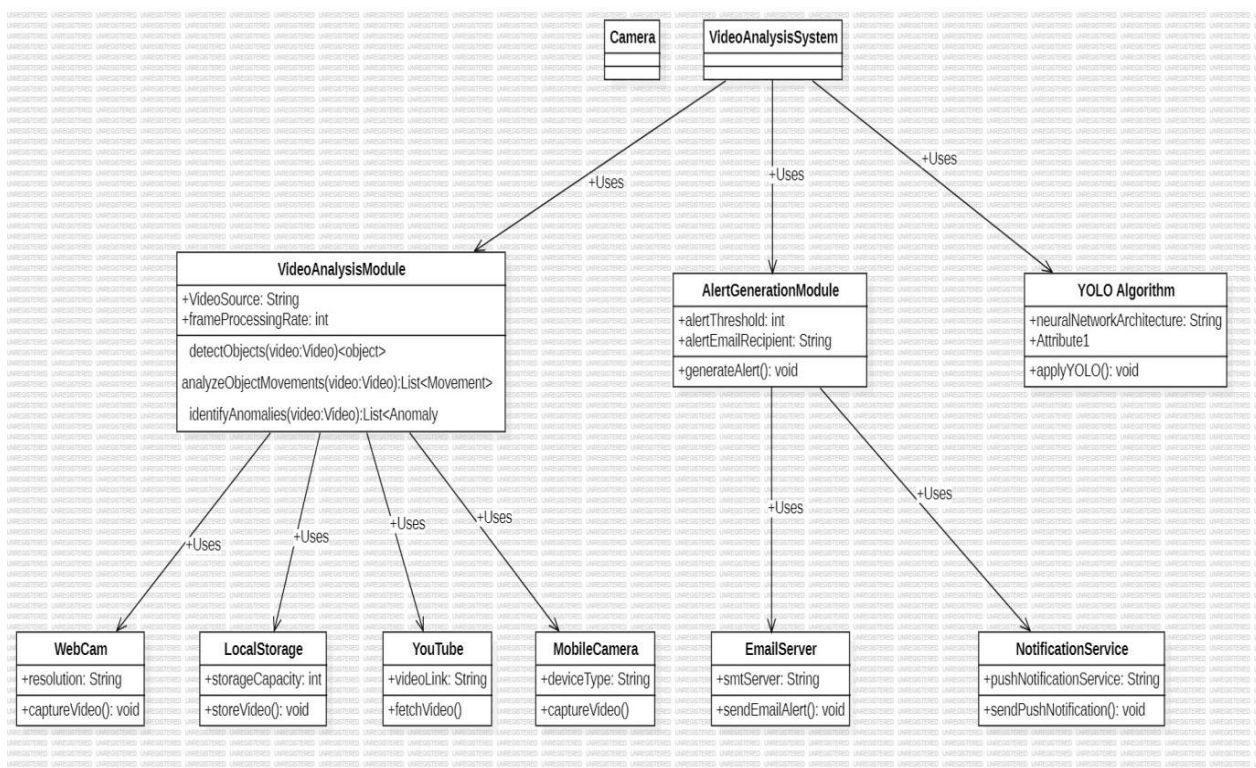 Camera
VideoAnalysisSystem
+Uses
+Uses
+Uses
VideoAnalysisModule
+VideoSource: String
+frameProcessingRate: int
detectObjects(video:Video)<object>
analyzeObjectMovements(video:Video):List<Movement>
identifyAnomalies(video:Video):List<Anomaly
AlertGenerationModule
+alertThreshold: int
+alertEmailRecipient: String
+generateAlert(): void
YOLO Algorithm
+neuralNetworkArchitecture: String
+Attribute1
+applyYOLO(): void
+Uses
+Uses
+Uses
+Uses
+Uses
+Uses
WebCam
+resolution: String
+captureVideo(): void
LocalStorage
+storageCapacity: int
+storeVideo(): void
YouTube
+videoLink: String
+fetchVideo()
MobileCamera
+deviceType: String
+captureVideo()
EmailServer
+smtServer: String
+sendEmailAlert(): void
NotificationService
+pushNotificationService: String
+sendPushNotification(): void
UNREGISTERED